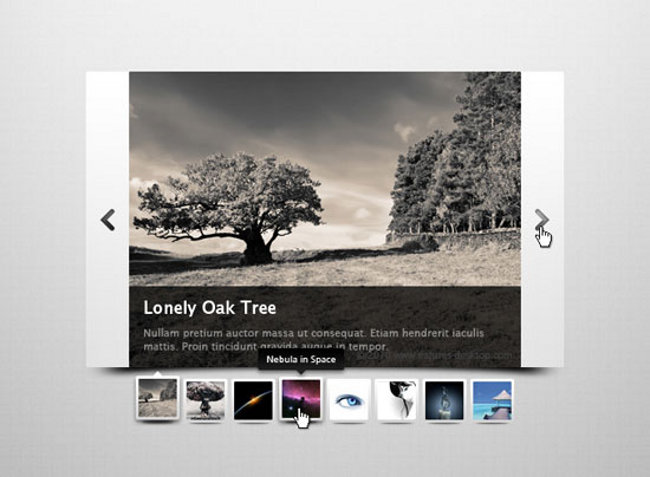 Lonely Oak Tree
Nullam pretium auctor massa ut consequat. Etiam hendrerit iaculis
mattis. Proin tincidunt gravida augue in tempor.
Nebula in Space